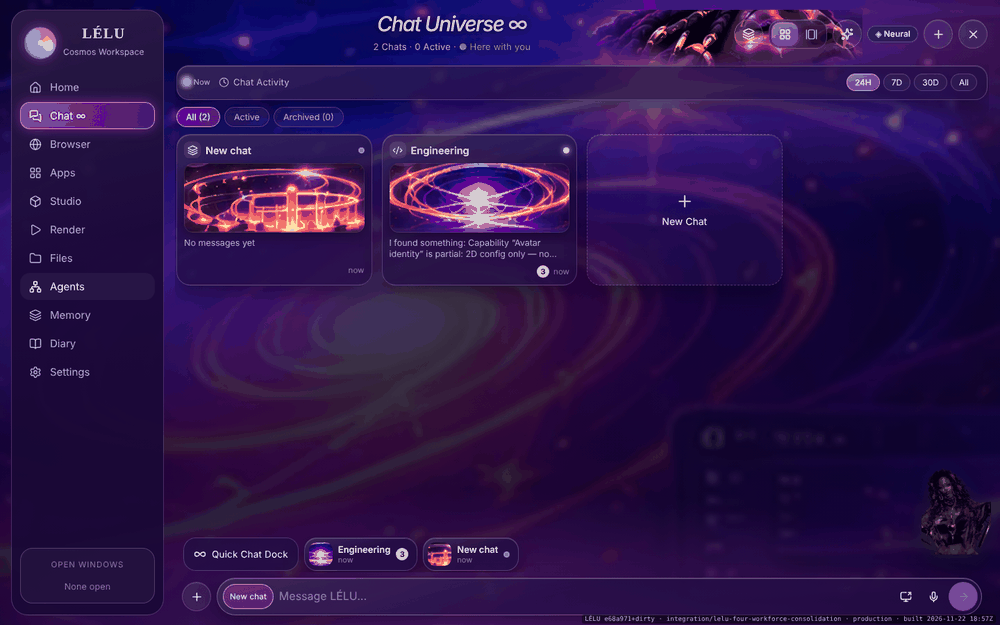 LÉLU
Cosmos Workspace
Home
Chat ∞
Browser
Apps
Studio
Render
Files
Agents
Memory
Diary
Settings
OPEN WINDOWS
None open
Chat Universe ∞
2 Chats · 0 Active · Here with you
Neural
Now
Chat Activity
24H
7D
30D
All
All (2)
Active
Archived (0)
New chat
No messages yet
now
Engineering
I found something: Capability “Avatar
identity” is partial: 2D config only — no…
3 now
New Chat
∞ Quick Chat Dock
Engineering
now
3
New chat
now
New chat
Message LÉLU...
LÉLU e68a971+dirty · integration/lelu-four-workforce-consolidation · production · built 2026-11-22 18:57Z